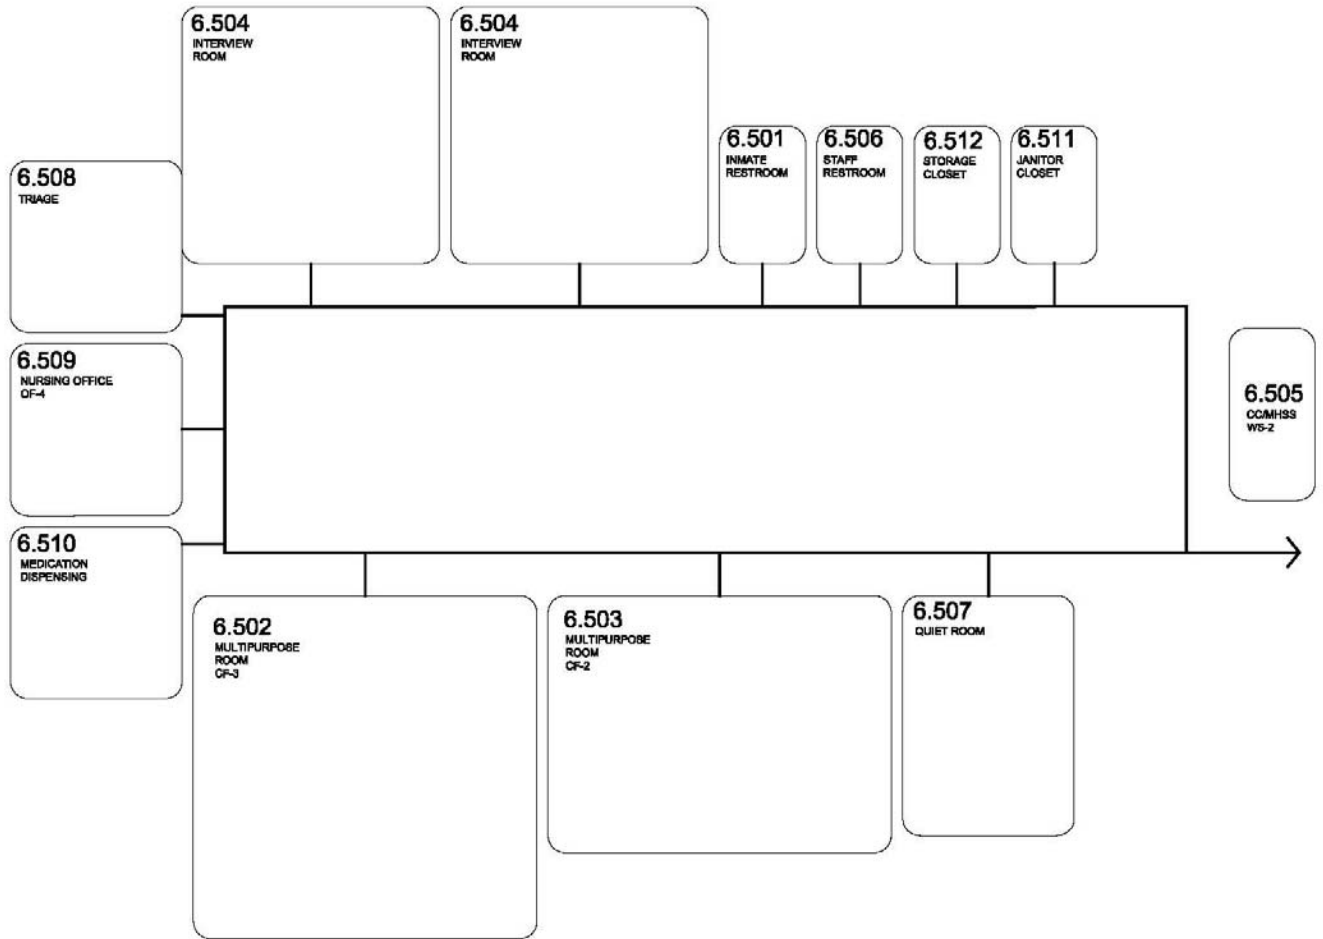 6.504
INTERVIEW
ROOM
6.504
INTERVIEW
ROOM
6.501
INMATE
RESTROOM
6.506
STAFF
RESTROOM
6.512
STORAGE
CLOSET
6.511
JANITOR
CLOSET
6.508
TRIAGE
6.509
NURSING OFFICE
OF-4
6.505
CC/MHSS
WS-2
6.510
MEDICATION
DISPENSING
6.502
MULTIPURPOSE
ROOM
CF-3
6.503
MULTIPURPOSE
ROOM
CF-2
6.507
QUIET ROOM